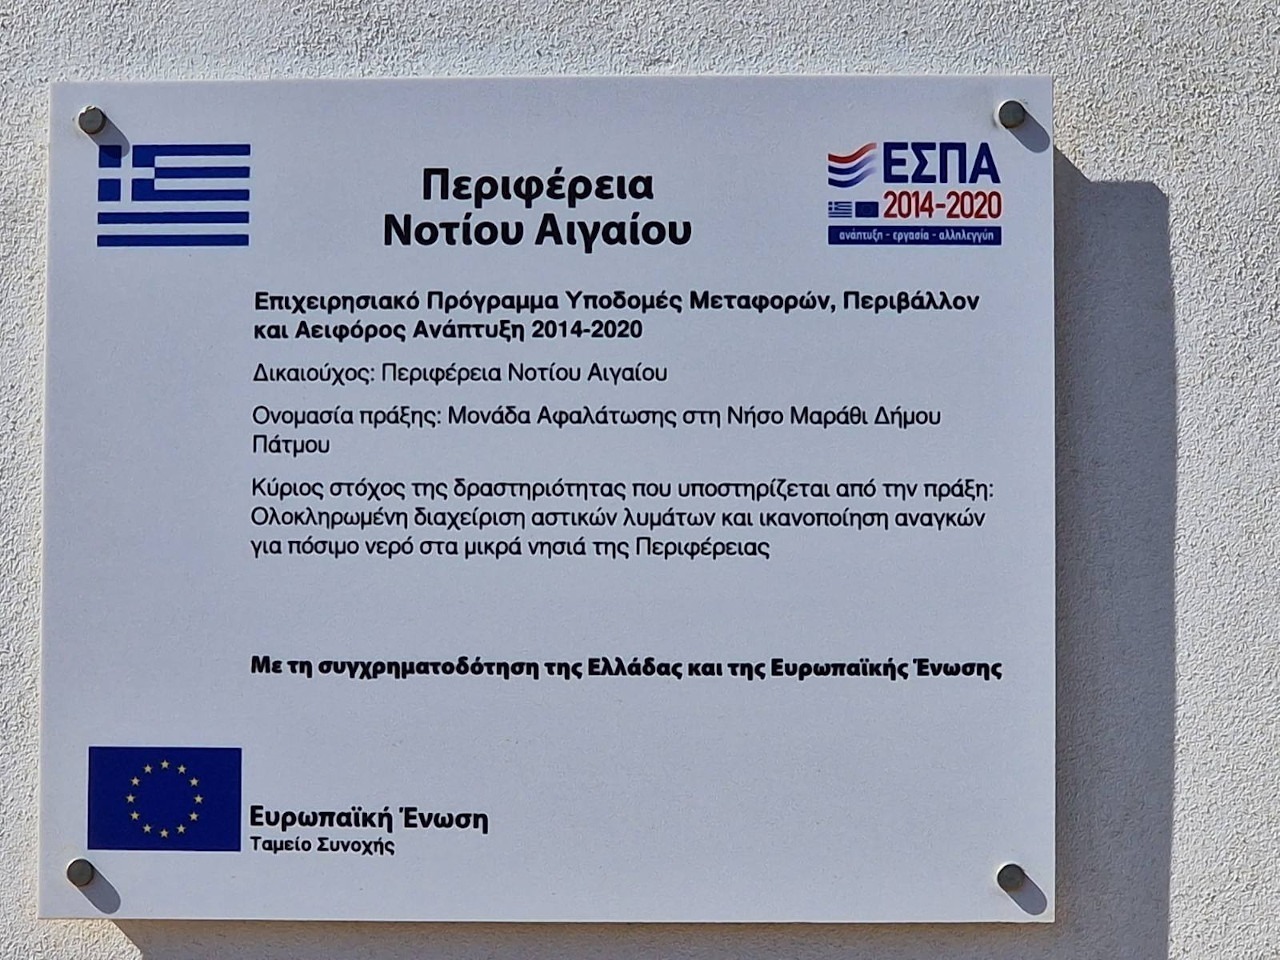 Περιφέρεια
Νοτίου Αιγαίου
ΕΣΠΑ
2014-2020
ανάπτυξη - εργασία - αλληλεγγύη
Επιχειρησιακό Πρόγραμμα Υποδομές Μεταφορών, Περιβάλλον
και Αειφόρος Ανάπτυξη 2014-2020
Δικαιούχος: Περιφέρεια Νοτίου Αιγαίου
Ονομασία πράξης: Μονάδα Αφαλάτωσης στη Νήσο Μαράθι Δήμου
Πάτμου
Κύριος στόχος της δραστηριότητας που υποστηρίζεται από την πράξη:
Ολοκληρωμένη διαχείριση αστικών λυμάτων και ικανοποίηση αναγκών
για πόσιμο νερό στα μικρά νησιά της Περιφέρειας
Με τη συγχρηματοδότηση της Ελλάδας και της Ευρωπαϊκής Ένωσης
Ευρωπαϊκή Ένωση
Ταμείο Συνοχής